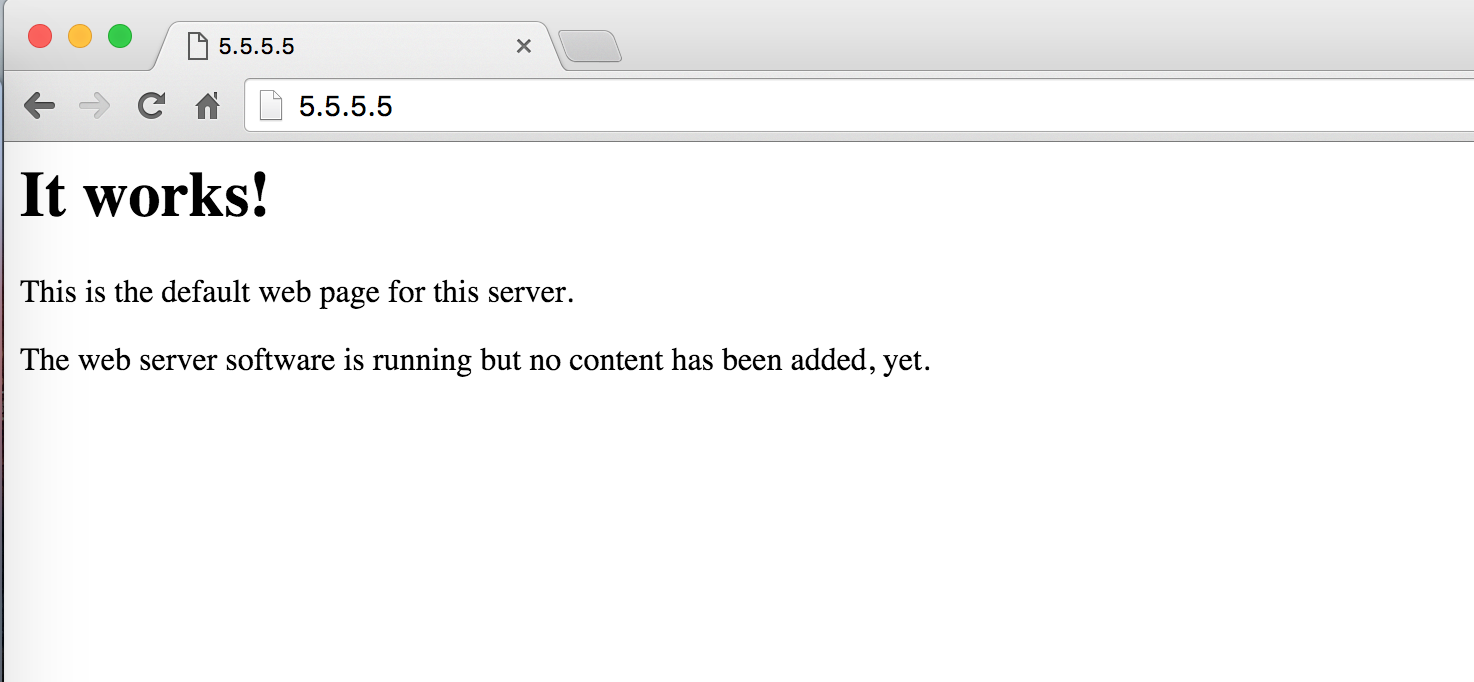 5.5.5.5
5.5.5.5
It works!
This is the default web page for this server.
The web server software is running but no content has been added, yet.